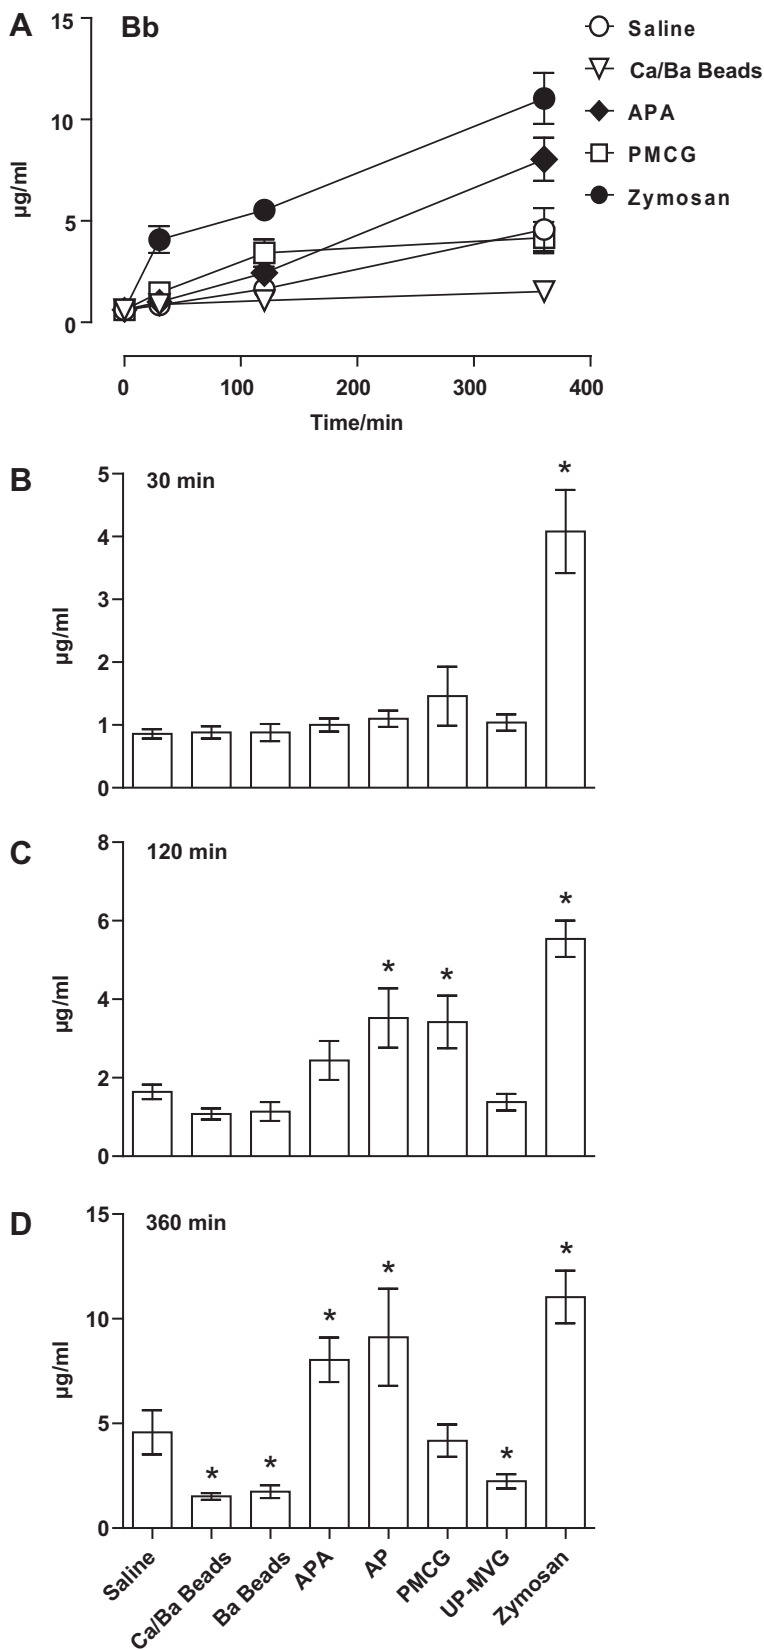 A
Bb
15
10
5
0
µg/ml
0 100 200 300 400
Time/min
Saline
Ca/Ba Beads
APA
PMCG
Zymosan
B
30 min
5
4
3
2
1
0
µg/ml
*
C
120 min
8
6
4
2
0
µg/ml
* * *
D
360 min
15
10
5
0
µg/ml
* * * * * *
Saline
Ca/Ba Beads
Ba Beads
APA
AP
PMCG
UP-MVG
Zymosan